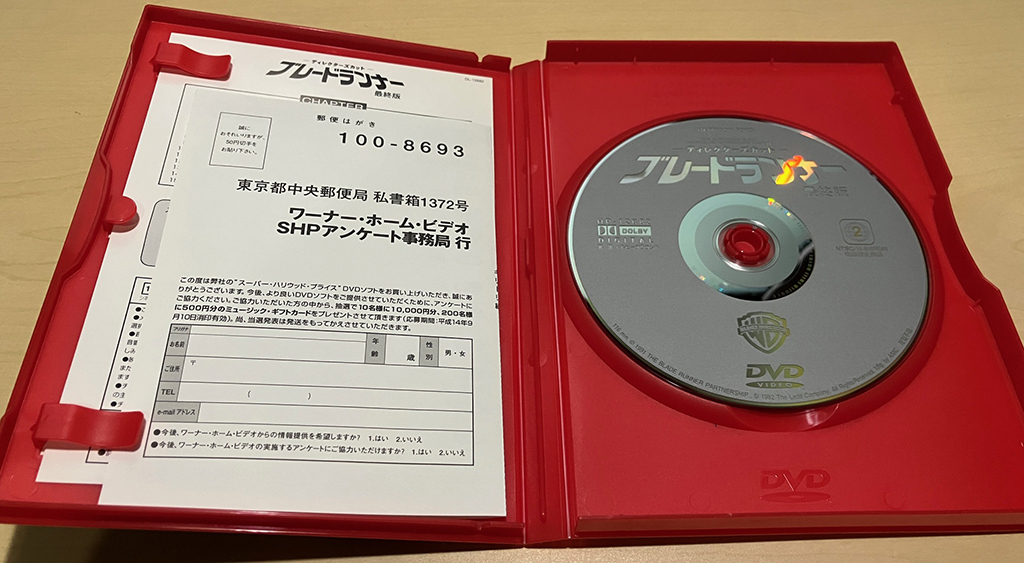 ディレクターズカット
ブレードランナー
最終版
CHAPTER
郵便はがき
誠に
おそれいりますが、
50円切手を
お貼り下さい。
100-8693
東京都中央郵便局 私書箱1372号
ワーナー・ホーム・ビデオ
SHPアンケート事務局 行
この度は弊社の"スーパー・ハリウッド・プライス" DVDソフトをお買い上げいただき、誠にあ
りがとうございます。今後、より良いDVDソフトをご提供させていただくために、アンケートに
ご協力ください。ご協力いただいた方の中から、抽選で10名様に10,000円分、200名様
に500円分のミュージック・ギフトカードをプレゼントさせて頂きます(応募期間:平成14年9
月10日消印有効)。尚、当選発表は発送をもってかえさせていただきます。
フリガナ
お名前
年齢
歳
性別
男・女
ご住所
〒
TEL
( )
e-mail アドレス
●今後、ワーナー・ホーム・ビデオからの情報提供を希望しますか? 1.はい 2.いいえ
●今後、ワーナー・ホーム・ビデオの実施するアンケートにご協力いただけますか? 1.はい 2.いいえ
ディレクターズカット
ブレードランナー
最終版
DOLBY
DIGITAL
2
DVD
VIDEO
THE BLADE RUNNER PARTNERSHIP
DVD